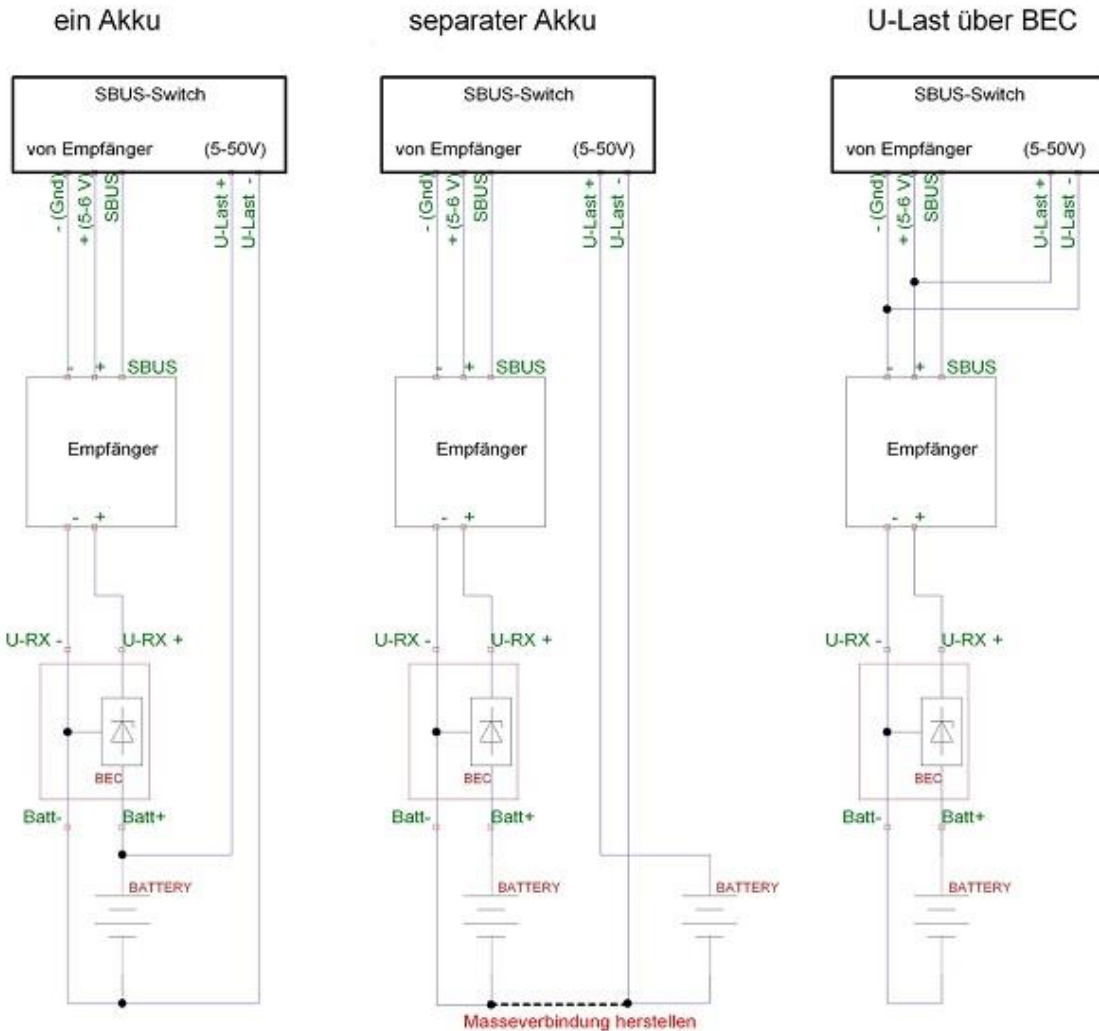 ein Akku
separater Akku
U-Last über BEC
SBUS-Switch
von Empfänger (5-50V)
- (Gnd)
+ (5-6 V)
SBUS
U-Last +
U-Last -
- + SBUS
Empfänger
- +
U-RX - U-RX +
BEC
Batt- Batt+
BATTERY
SBUS-Switch
von Empfänger (5-50V)
- (Gnd)
+ (5-6 V)
SBUS
U-Last +
U-Last -
- + SBUS
Empfänger
- +
U-RX - U-RX +
BEC
Batt- Batt+
BATTERY
BATTERY
Masseverbindung herstellen
SBUS-Switch
von Empfänger (5-50V)
- (Gnd)
+ (5-6 V)
SBUS
U-Last +
U-Last -
- + SBUS
Empfänger
- +
U-RX - U-RX +
BEC
Batt- Batt+
BATTERY